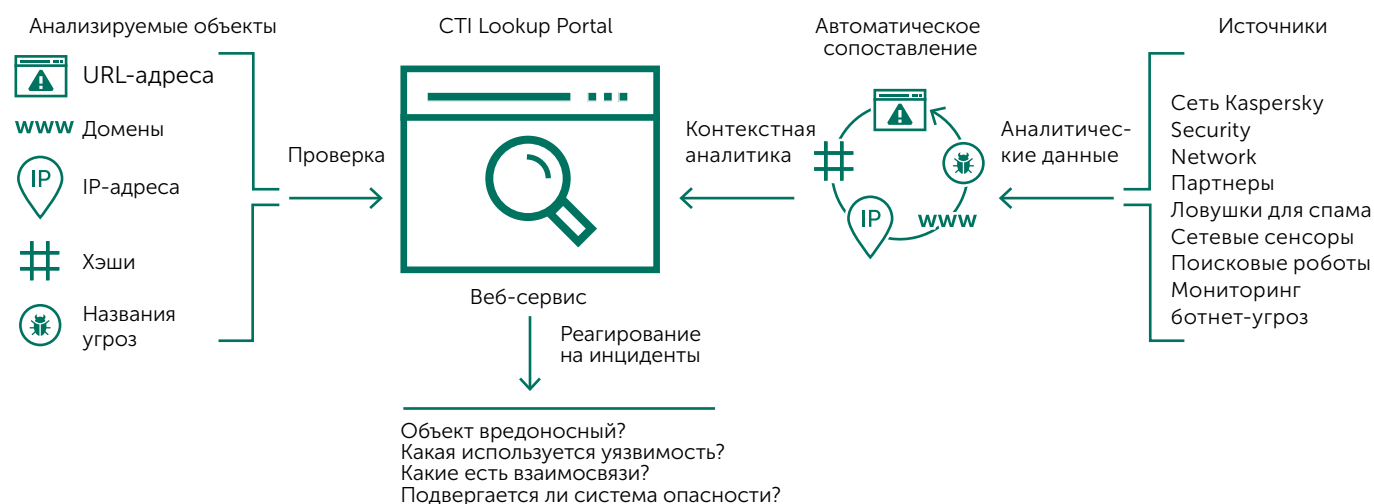 Анализируемые объекты
URL-адреса
www Домены
IP
IP-адреса
Хэши
Названия
угроз
Проверка
CTI Lookup Portal
Веб-сервис
Реагирование
на инциденты
Объект вредоносный?
Какая используется уязвимость?
Какие есть взаимосвязи?
Подвергается ли система опасности?
Контекстная
аналитика
Автоматическое
сопоставление
IP
www
Аналитичес-
кие данные
Источники
Сеть Kaspersky
Security
Network
Партнеры
Ловушки для спама
Сетевые сенсоры
Поисковые роботы
Мониторинг
ботнет-угроз